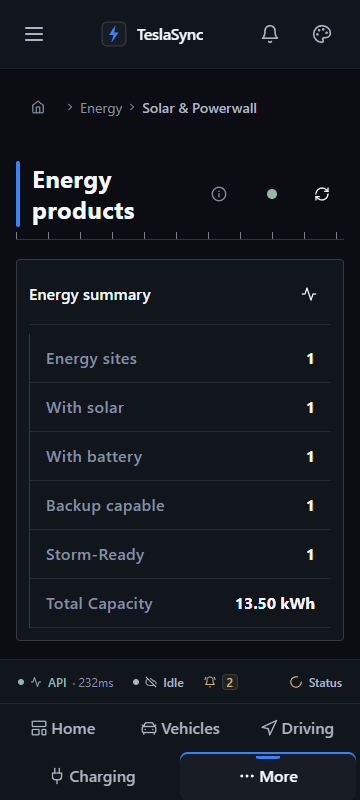 TeslaSync
Energy > Solar & Powerwall
Energy
products
Energy summary
Energy sites 1
With solar 1
With battery 1
Backup capable 1
Storm-Ready 1
Total Capacity 13.50 kWh
API · 232ms Idle 2 Status
Home Vehicles Driving
Charging More